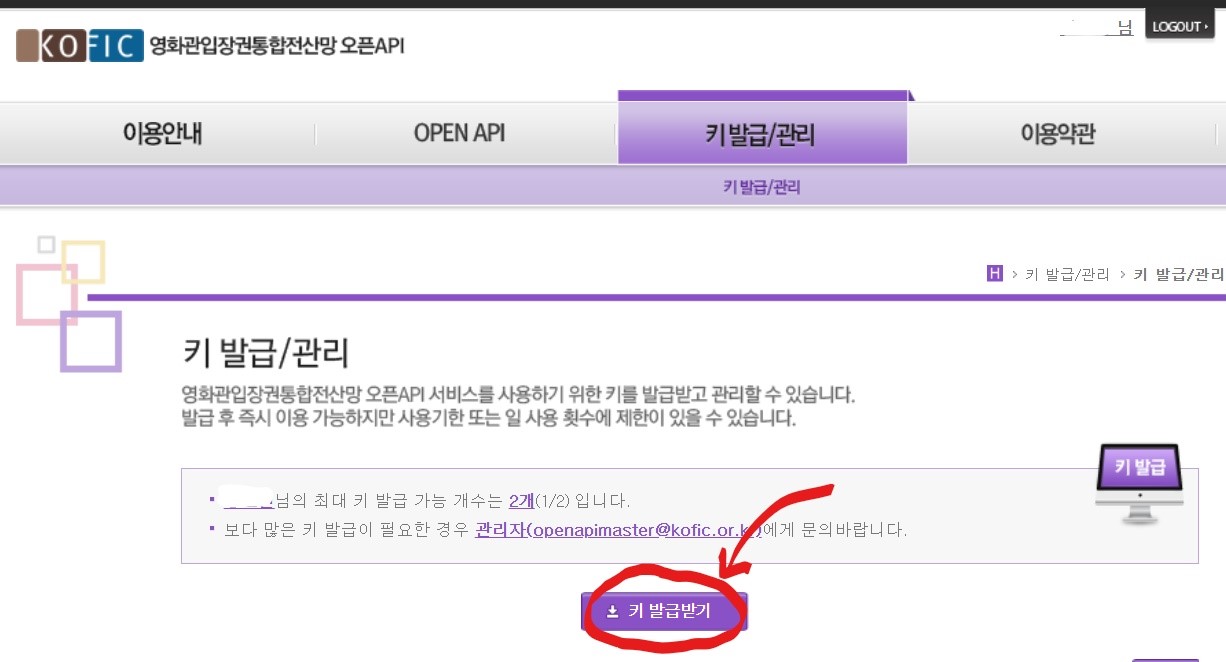 님
LOGOUT
KOFIC 영화관입장권통합전산망 오픈API
이용안내 OPEN API 키 발급/관리 이용약관
키 발급/관리
H > 키 발급/관리 > 키 발급/관리
키 발급/관리
영화관입장권통합전산망 오픈API 서비스를 사용하기 위한 키를 발급받고 관리할 수 있습니다.
발급 후 즉시 이용 가능하지만 사용기한 또는 일 사용 횟수에 제한이 있을 수 있습니다.
키 발급
님의 최대 키 발급 가능 개수는 2개(1/2) 입니다.
보다 많은 키 발급이 필요한 경우 관리자(openapimaster@kofic.or.k)에게 문의바랍니다.
키 발급받기